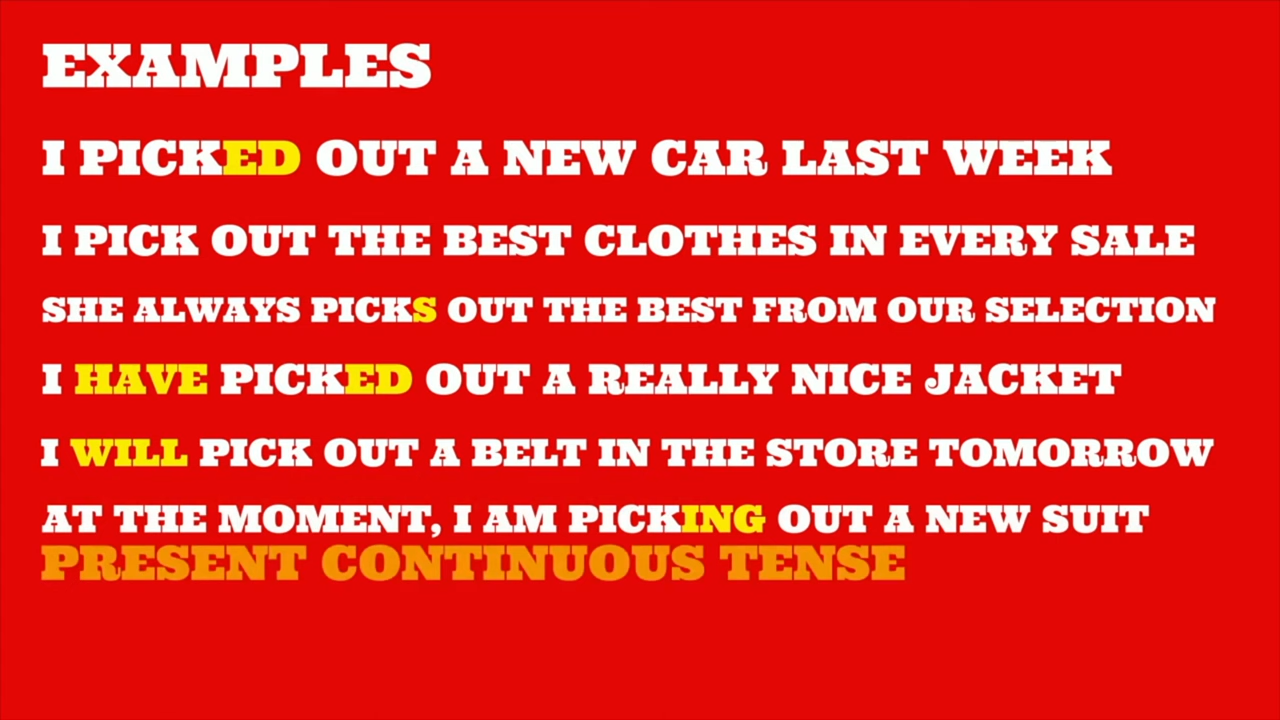 EXAMPLES
I PICKED OUT A NEW CAR LAST WEEK
I PICK OUT THE BEST CLOTHES IN EVERY SALE
SHE ALWAYS PICKS OUT THE BEST FROM OUR SELECTION
I HAVE PICKED OUT A REALLY NICE JACKET
I WILL PICK OUT A BELT IN THE STORE TOMORROW
AT THE MOMENT, I AM PICKING OUT A NEW SUIT
PRESENT CONTINUOUS TENSE